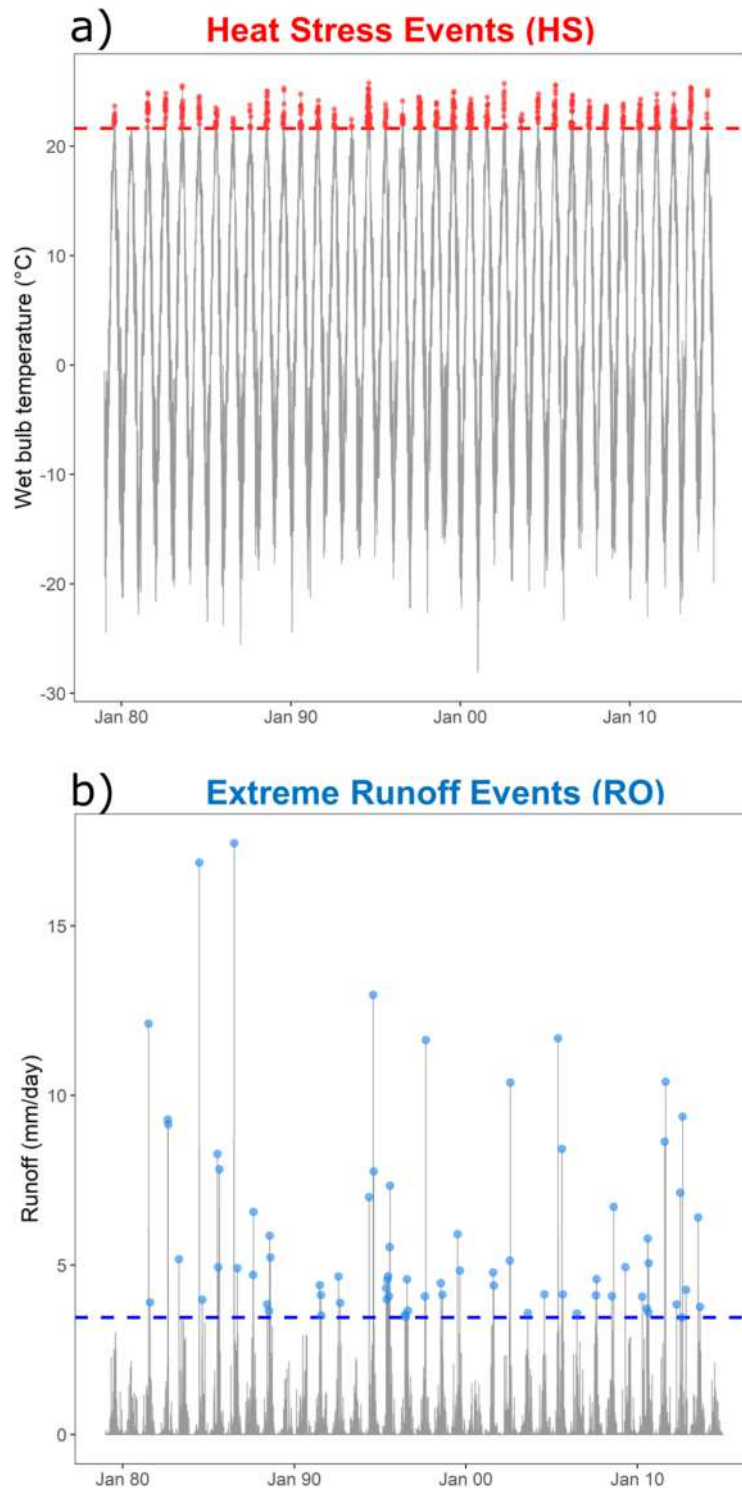 a) Heat Stress Events (HS)
Wet bulb temperature (°C)
20
10
0
-10
-20
-30
Jan 80 Jan 90 Jan 00 Jan 10
b) Extreme Runoff Events (RO)
Runoff (mm/day)
15
10
5
0
Jan 80 Jan 90 Jan 00 Jan 10